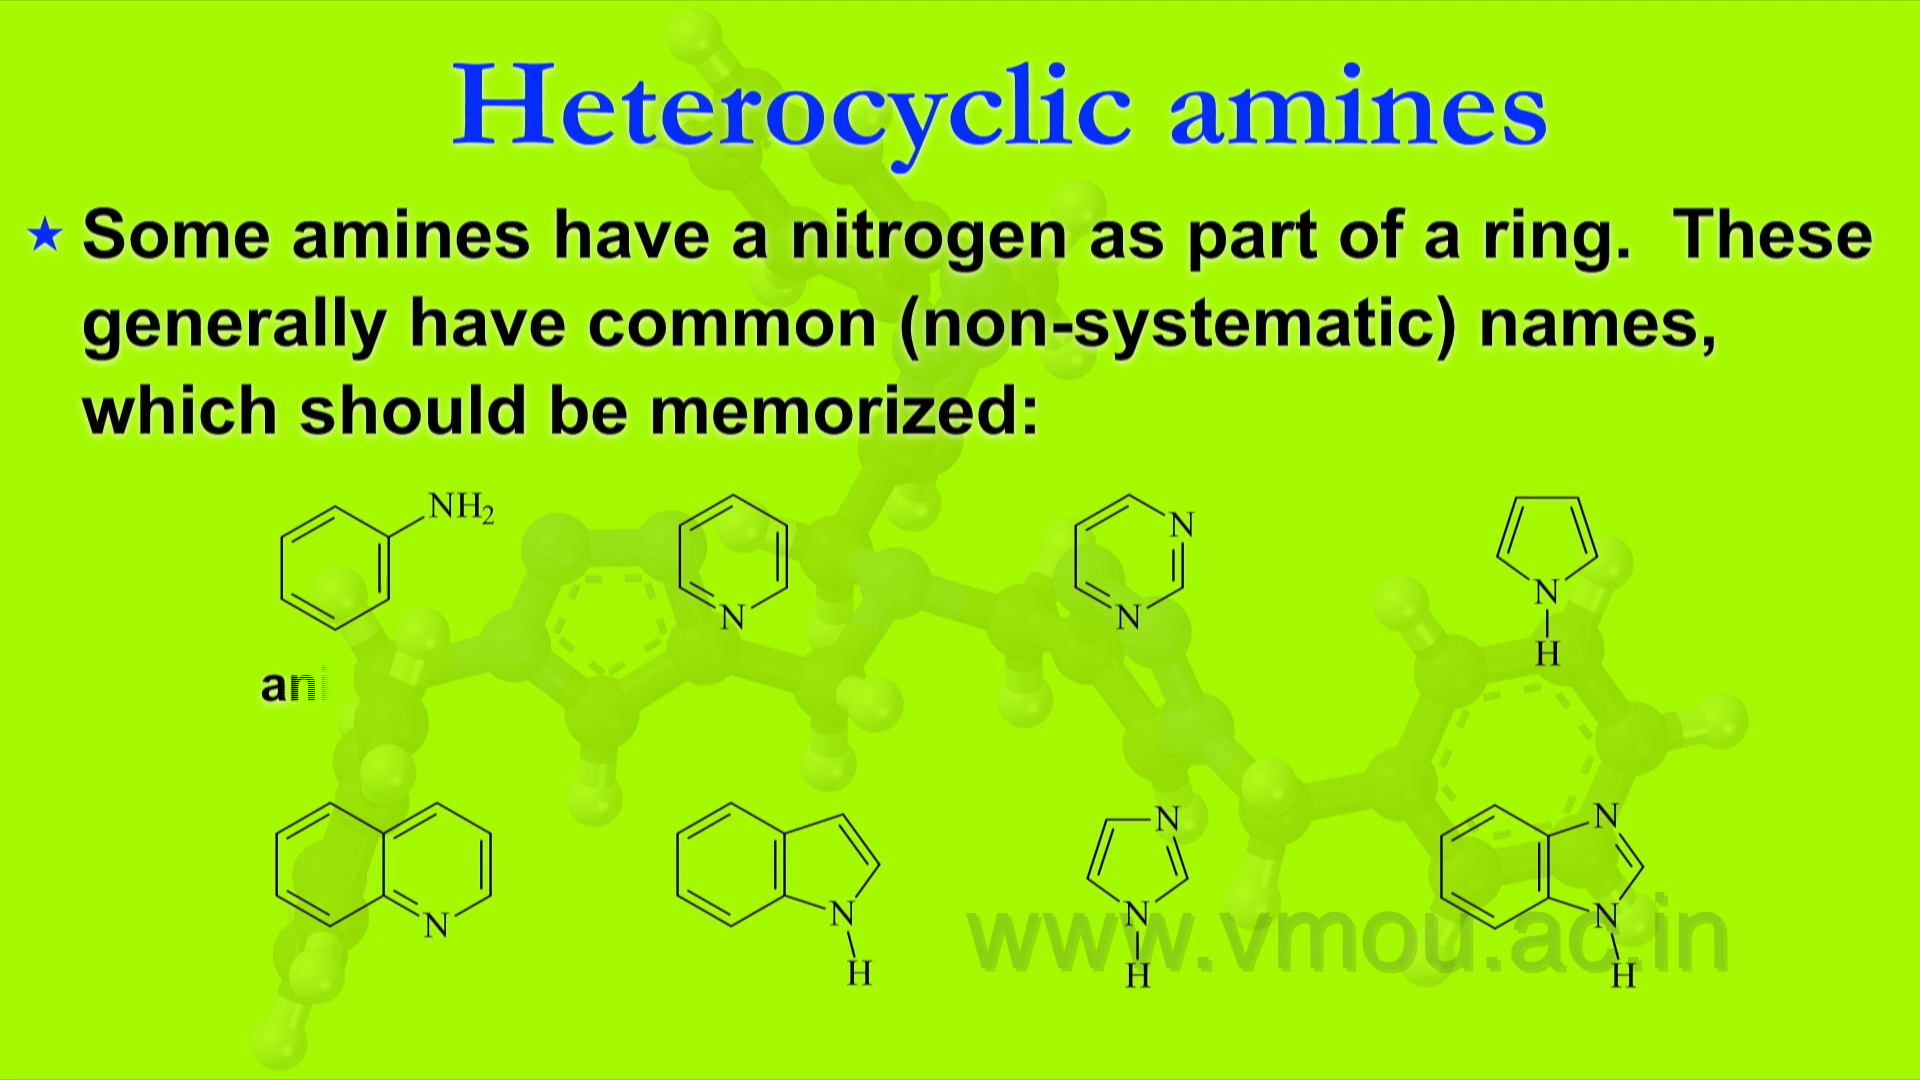 Heterocyclic amines
★ Some amines have a nitrogen as part of a ring.  These
generally have common (non-systematic) names,
which should be memorized:
NH2
N
N
N
N
H
ani
N
N
H
N
N
H
N
N
H
www.vmou.ac.in